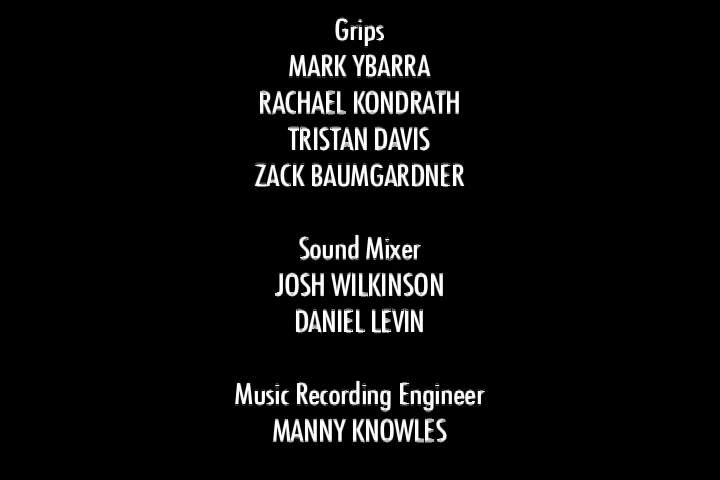 Grips
MARK YBARRA
RACHAEL KONDRATH
TRISTAN DAVIS
ZACK BAUMGARDNER
Sound Mixer
JOSH WILKINSON
DANIEL LEVIN
Music Recording Engineer
MANNY KNOWLES